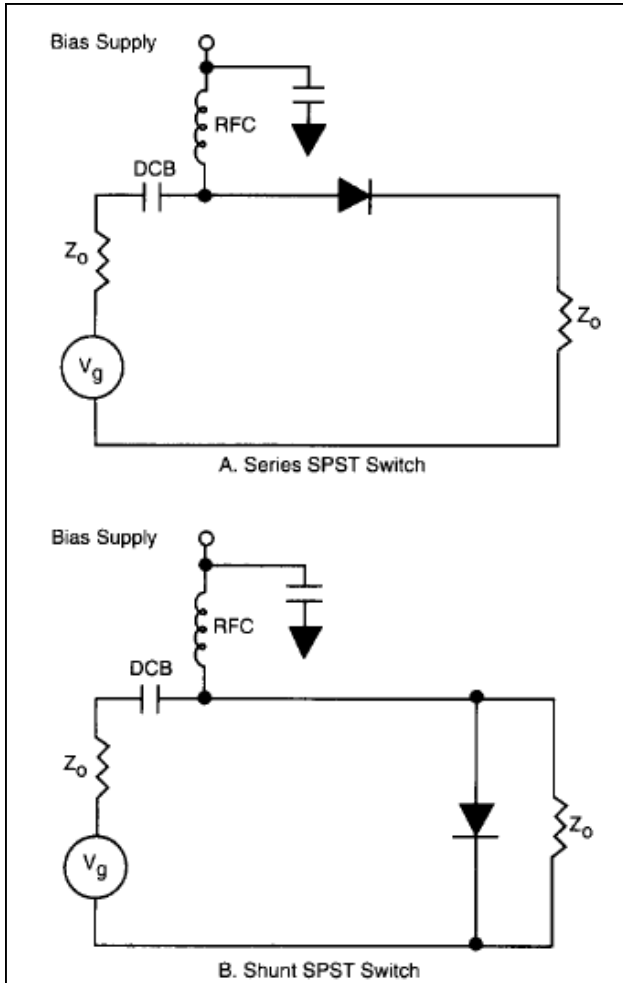 Bias Supply
RFC
DCB
Zo
Vg
Zo
A. Series SPST Switch
Bias Supply
RFC
DCB
Zo
Vg
Zo
B. Shunt SPST Switch